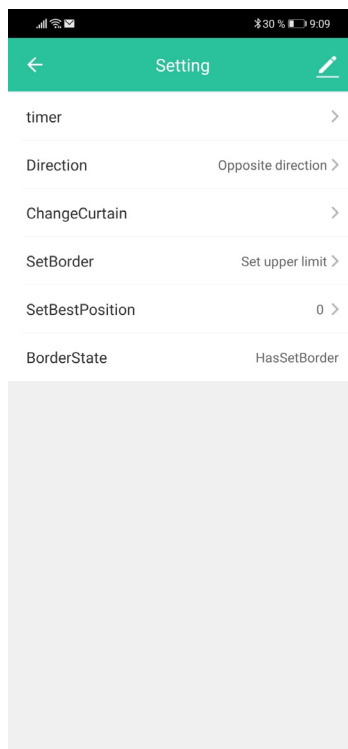 30 % 9:09
Setting
timer
Direction Opposite direction
ChangeCurtain
SetBorder Set upper limit
SetBestPosition 0
BorderState HasSetBorder